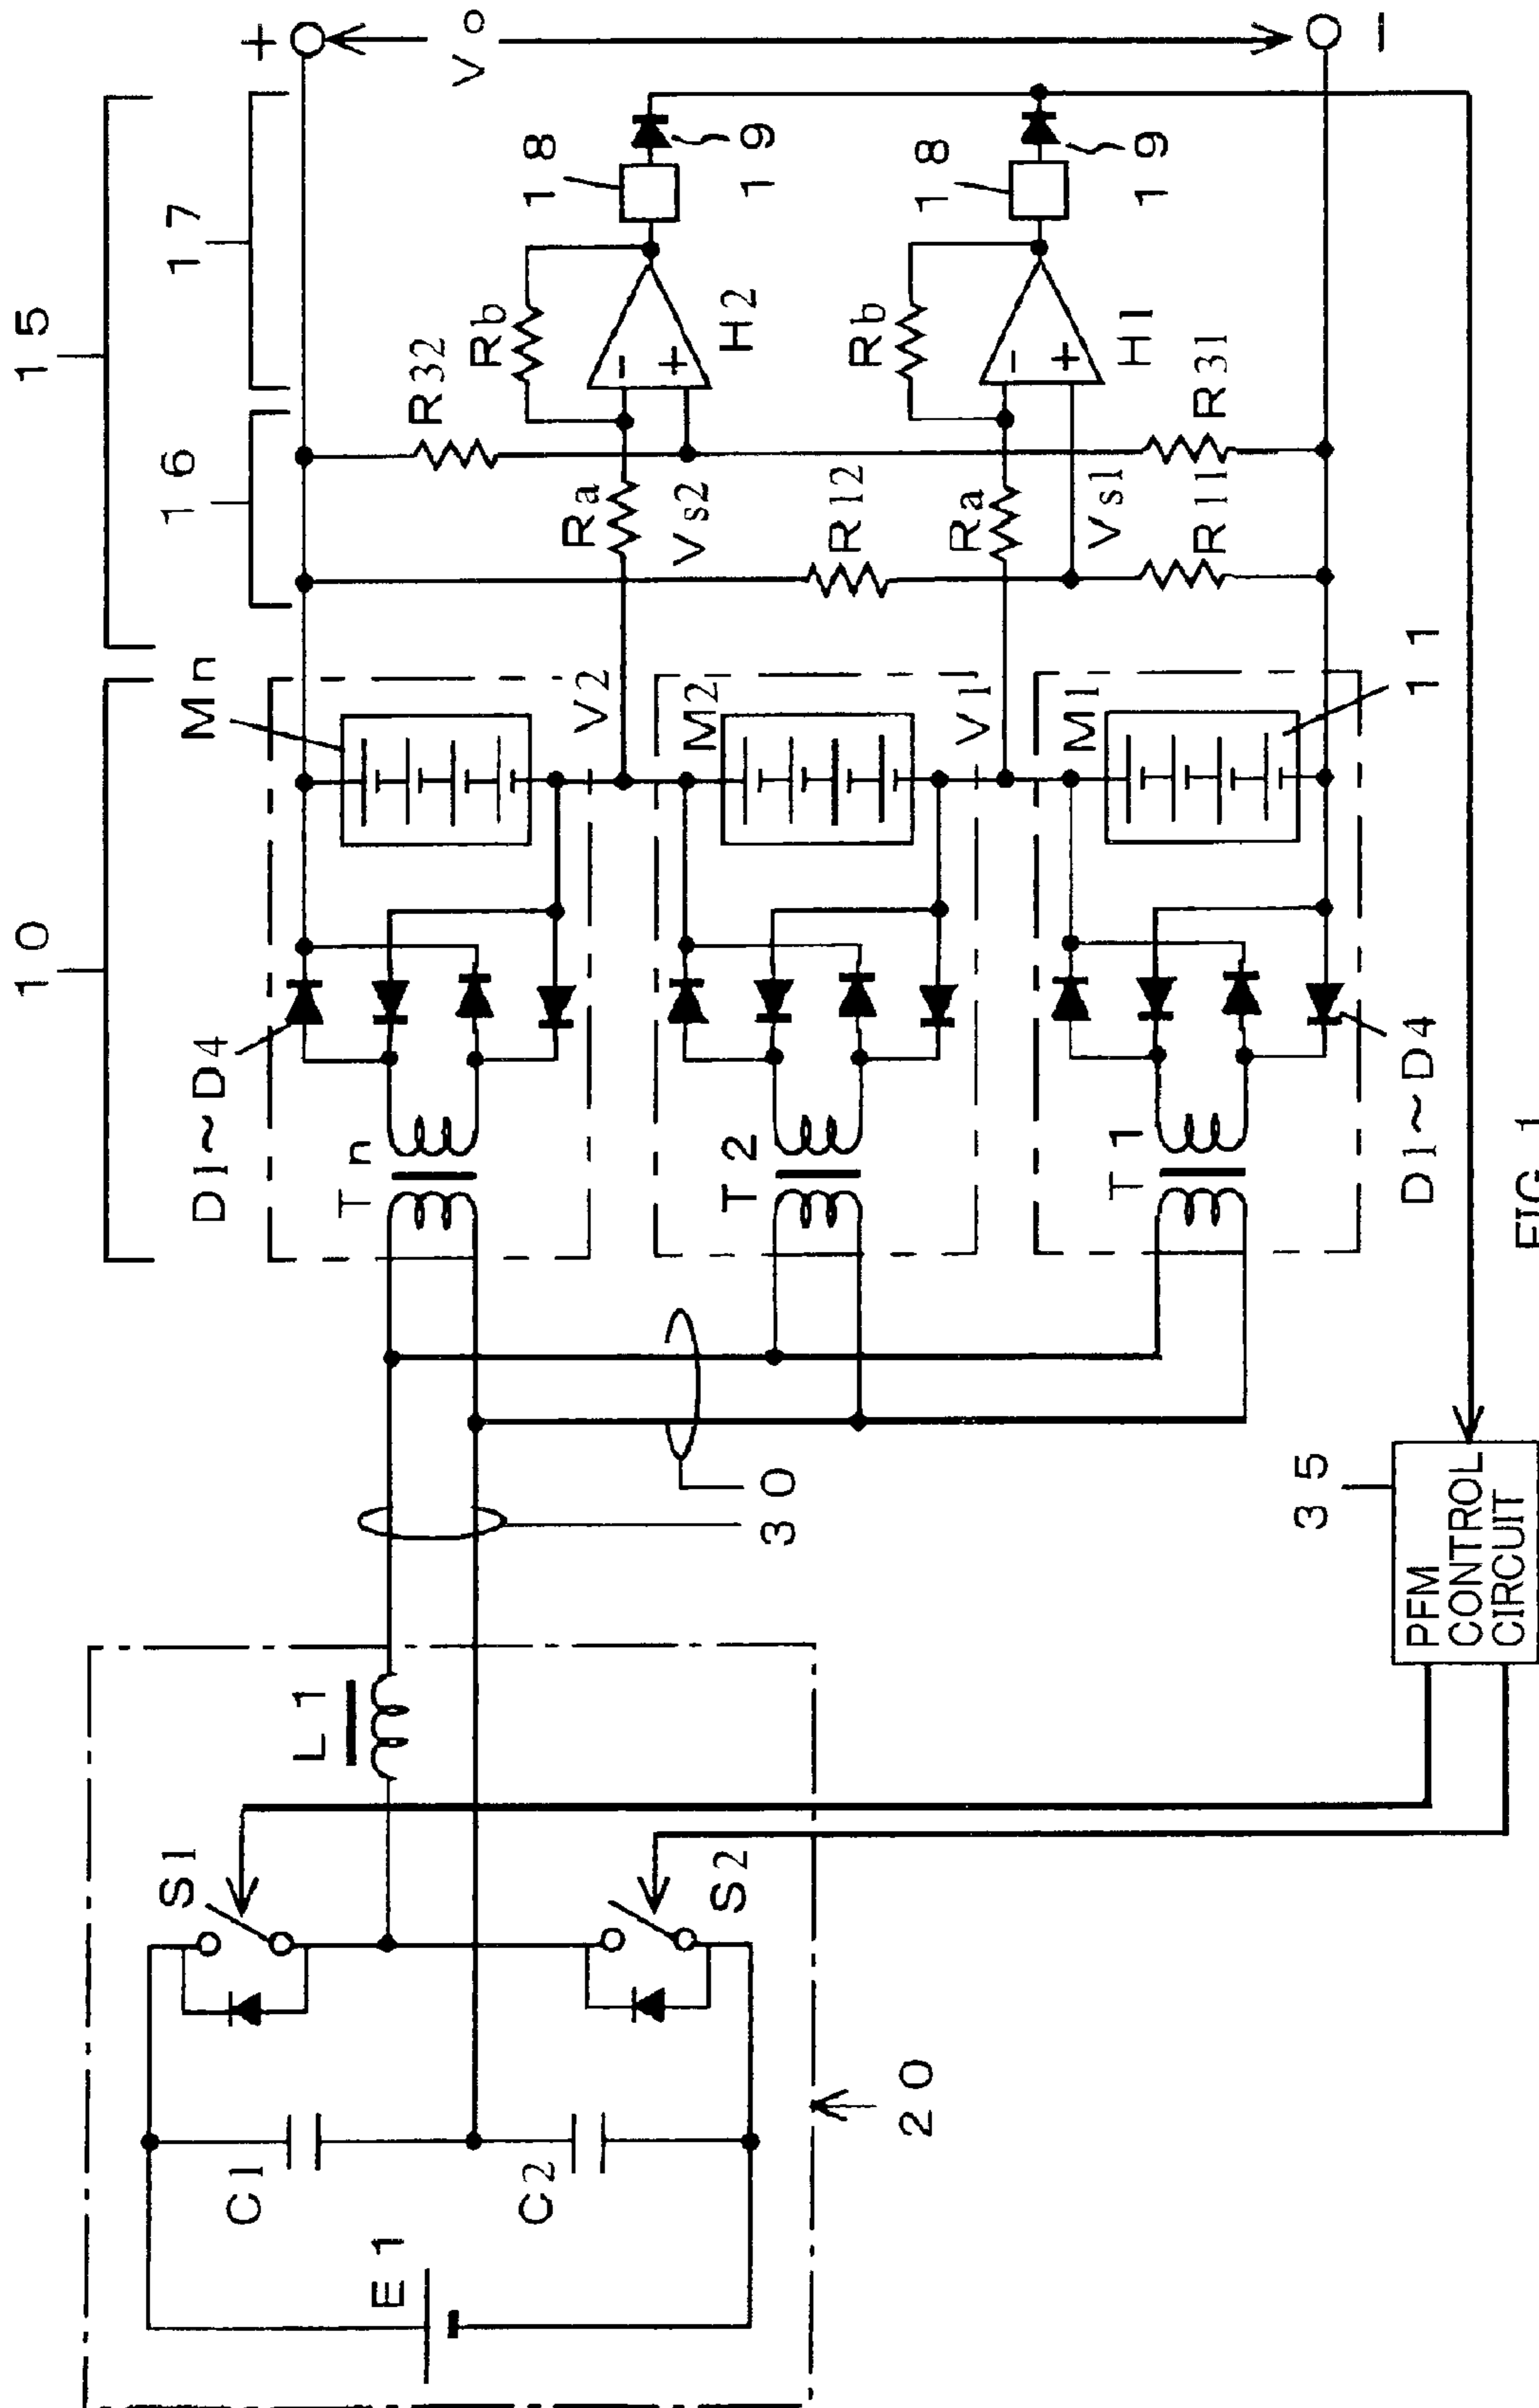 10
15
16
17
Mn
D1~D4
Tn
V2
Ra
Vs2
R32
Rb
-
+
H2
18
19
+
Vo
-
M2
T2
V1
R12
Ra
Vs1
Rb
-
+
H1
18
19
M1
T1
R11
R31
11
D1~D4
30
L1
S1
S2
C1
C2
E1
20
35
PFM
CONTROL
CIRCUIT
FIG. 1